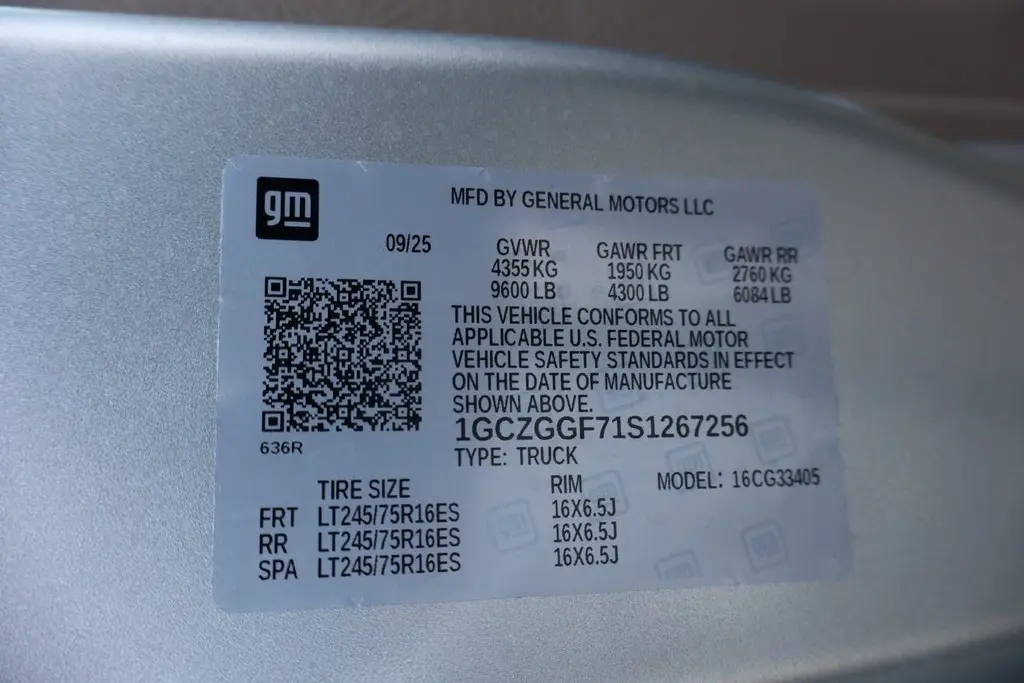 gm
MFD BY GENERAL MOTORS LLC
09/25
GVWR GAWR FRT GAWR RR
4355 KG 1950 KG 2760 KG
9600 LB 4300 LB 6084 LB
THIS VEHICLE CONFORMS TO ALL
APPLICABLE U.S. FEDERAL MOTOR
VEHICLE SAFETY STANDARDS IN EFFECT
ON THE DATE OF MANUFACTURE
SHOWN ABOVE.
636R
1GCZGGF71S1267256
TYPE: TRUCK
TIRE SIZE RIM MODEL: 16CG33405
FRT LT245/75R16ES 16X6.5J
RR LT245/75R16ES 16X6.5J
SPA LT245/75R16ES 16X6.5J